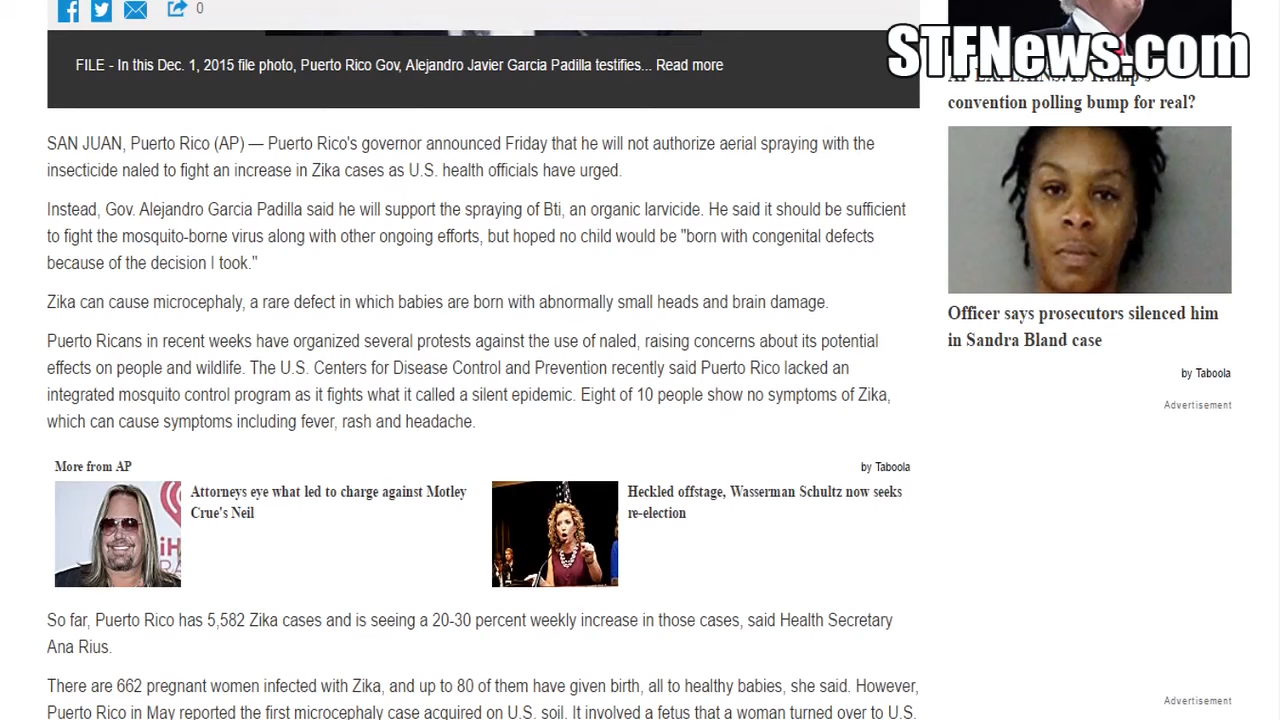 0
STFNews.com
FILE - In this Dec. 1, 2015 file photo, Puerto Rico Gov, Alejandro Javier Garcia Padilla testifies... Read more
AP EXPLAINS: Is Trump's
convention polling bump for real?
SAN JUAN, Puerto Rico (AP) — Puerto Rico's governor announced Friday that he will not authorize aerial spraying with the
insecticide naled to fight an increase in Zika cases as U.S. health officials have urged.
Instead, Gov. Alejandro Garcia Padilla said he will support the spraying of Bti, an organic larvicide. He said it should be sufficient
to fight the mosquito-borne virus along with other ongoing efforts, but hoped no child would be "born with congenital defects
because of the decision I took."
Zika can cause microcephaly, a rare defect in which babies are born with abnormally small heads and brain damage.
Officer says prosecutors silenced him
in Sandra Bland case
by Taboola
Advertisement
Puerto Ricans in recent weeks have organized several protests against the use of naled, raising concerns about its potential
effects on people and wildlife. The U.S. Centers for Disease Control and Prevention recently said Puerto Rico lacked an
integrated mosquito control program as it fights what it called a silent epidemic. Eight of 10 people show no symptoms of Zika,
which can cause symptoms including fever, rash and headache.
More from AP
by Taboola
Attorneys eye what led to charge against Motley
Crue's Neil
Heckled offstage, Wasserman Schultz now seeks
re-election
So far, Puerto Rico has 5,582 Zika cases and is seeing a 20-30 percent weekly increase in those cases, said Health Secretary
Ana Rius.
There are 662 pregnant women infected with Zika, and up to 80 of them have given birth, all to healthy babies, she said. However,
Puerto Rico in May reported the first microcephaly case acquired on U.S. soil. It involved a fetus that a woman turned over to U.S.
Advertisement